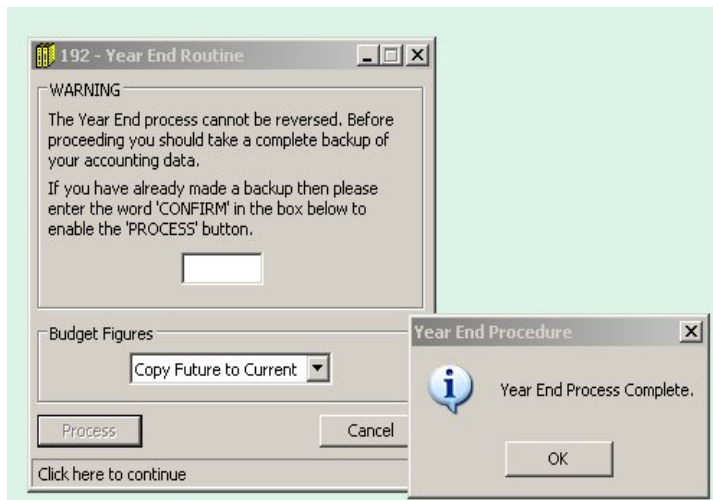 192 - Year End Routine
WARNING
The Year End process cannot be reversed. Before
proceeding you should take a complete backup of
your accounting data.
If you have already made a backup then please
enter the word 'CONFIRM' in the box below to
enable the 'PROCESS' button.
Budget Figures
Copy Future to Current
Process
Cancel
Click here to continue
Year End Procedure
Year End Process Complete.
OK